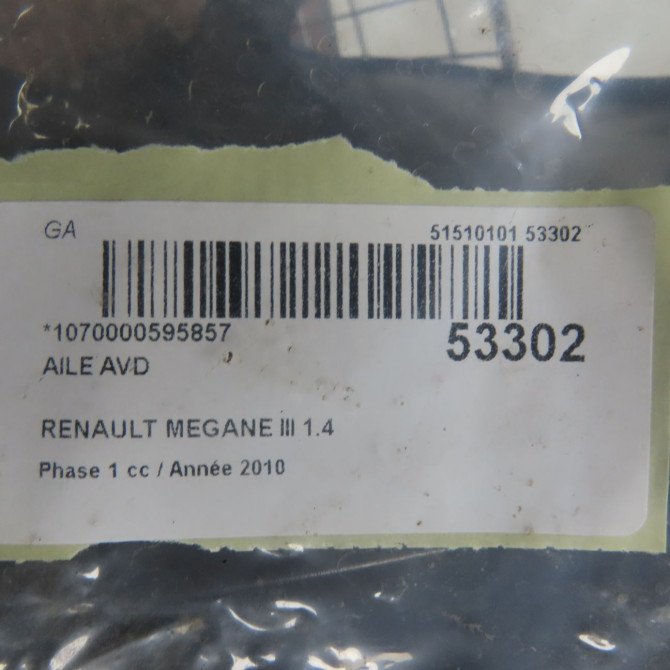 GA 51510101 53302
*1070000595857 53302
AILE AVD
RENAULT MEGANE III 1.4
Phase 1 cc / Année 2010